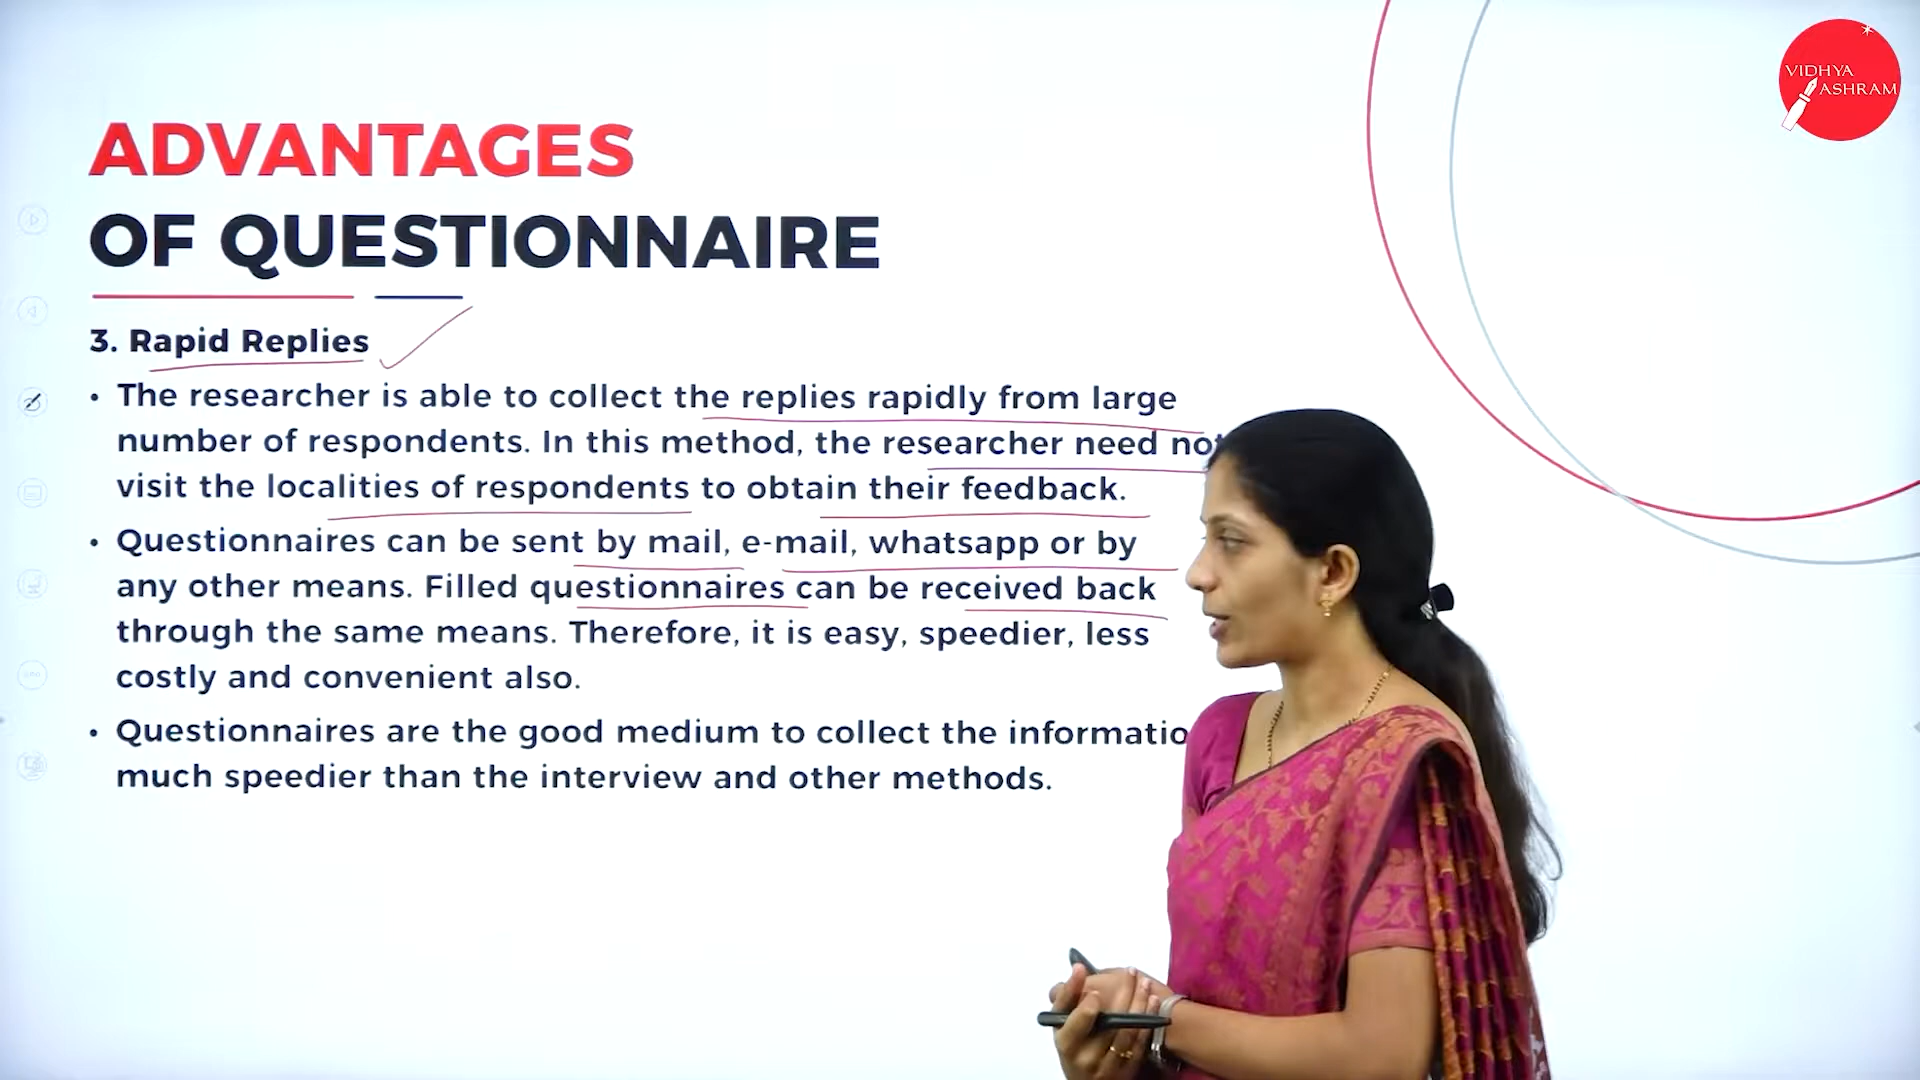 VIDHYA
ASHRAM
ADVANTAGES
OF QUESTIONNAIRE
3. Rapid Replies
• The researcher is able to collect the replies rapidly from large
number of respondents. In this method, the researcher need not
visit the localities of respondents to obtain their feedback.
• Questionnaires can be sent by mail, e-mail, whatsapp or by
any other means. Filled questionnaires can be received back
through the same means. Therefore, it is easy, speedier, less
costly and convenient also.
• Questionnaires are the good medium to collect the informatio
much speedier than the interview and other methods.